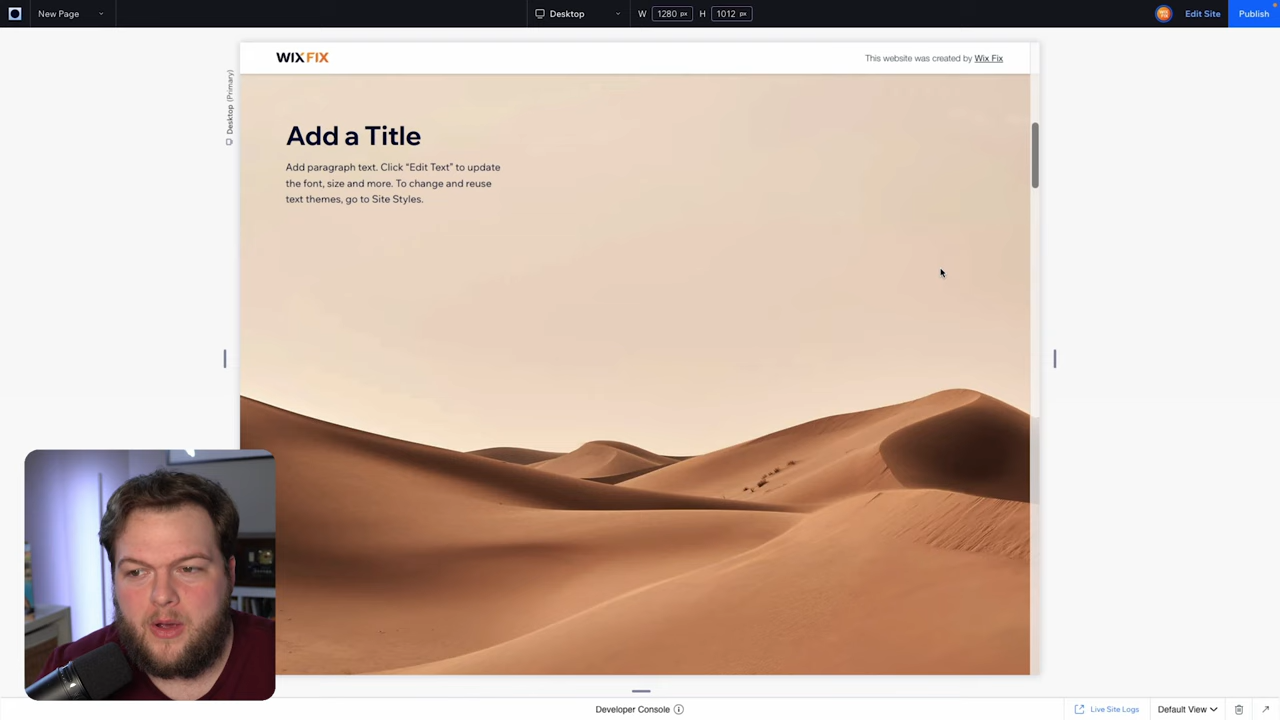 New Page
Desktop
W 1280 px H 1012 px
Edit Site
Publish
WIXFIX
This website was created by Wix Fix
Desktop (Primary)
Add a Title
Add paragraph text. Click “Edit Text” to update
the font, size and more. To change and reuse
text themes, go to Site Styles.
Developer Console
Live Site Logs
Default View